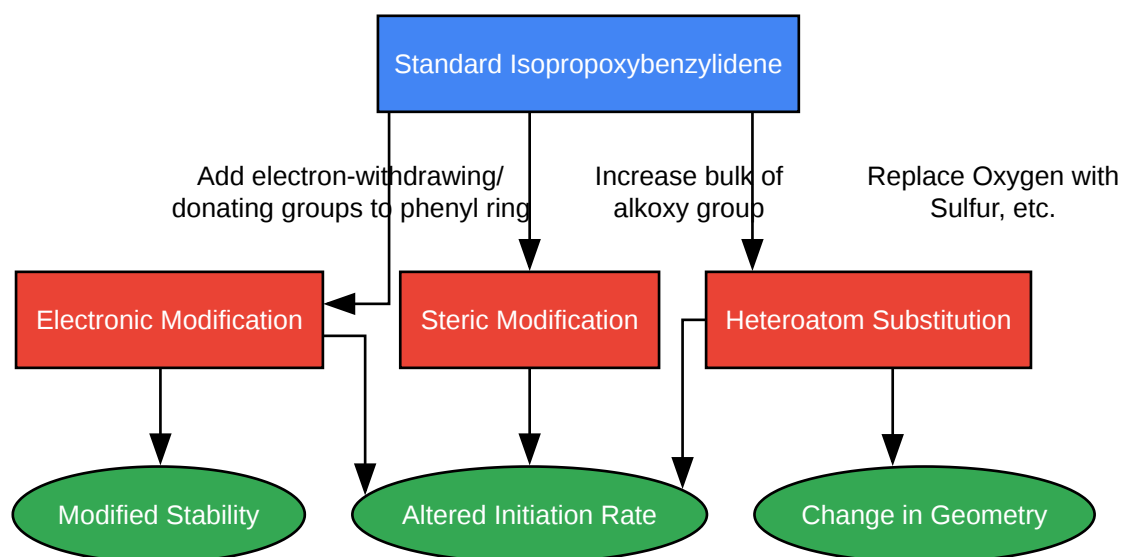 Standard Isopropoxybenzylidene
Add electron-withdrawing/
donating groups to phenyl ring
Increase bulk of
alkoxy group
Replace Oxygen with
Sulfur, etc.
Electronic Modification
Steric Modification
Heteroatom Substitution
Modified Stability
Altered Initiation Rate
Change in Geometry